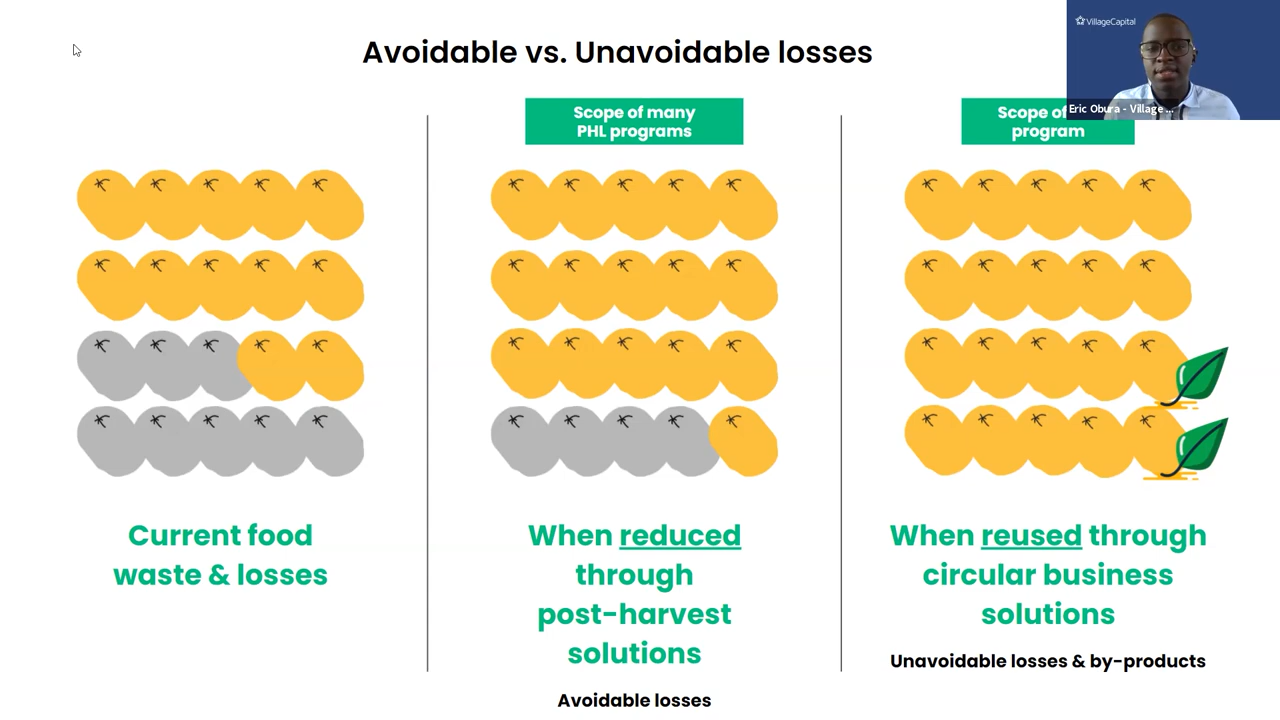 Avoidable vs. Unavoidable losses
VillageCapital
Eric Obura - Village ...
Scope of many
PHL programs
Scope of
program
Current food
waste & losses
When reduced
through
post-harvest
solutions
Avoidable losses
When reused through
circular business
solutions
Unavoidable losses & by-products